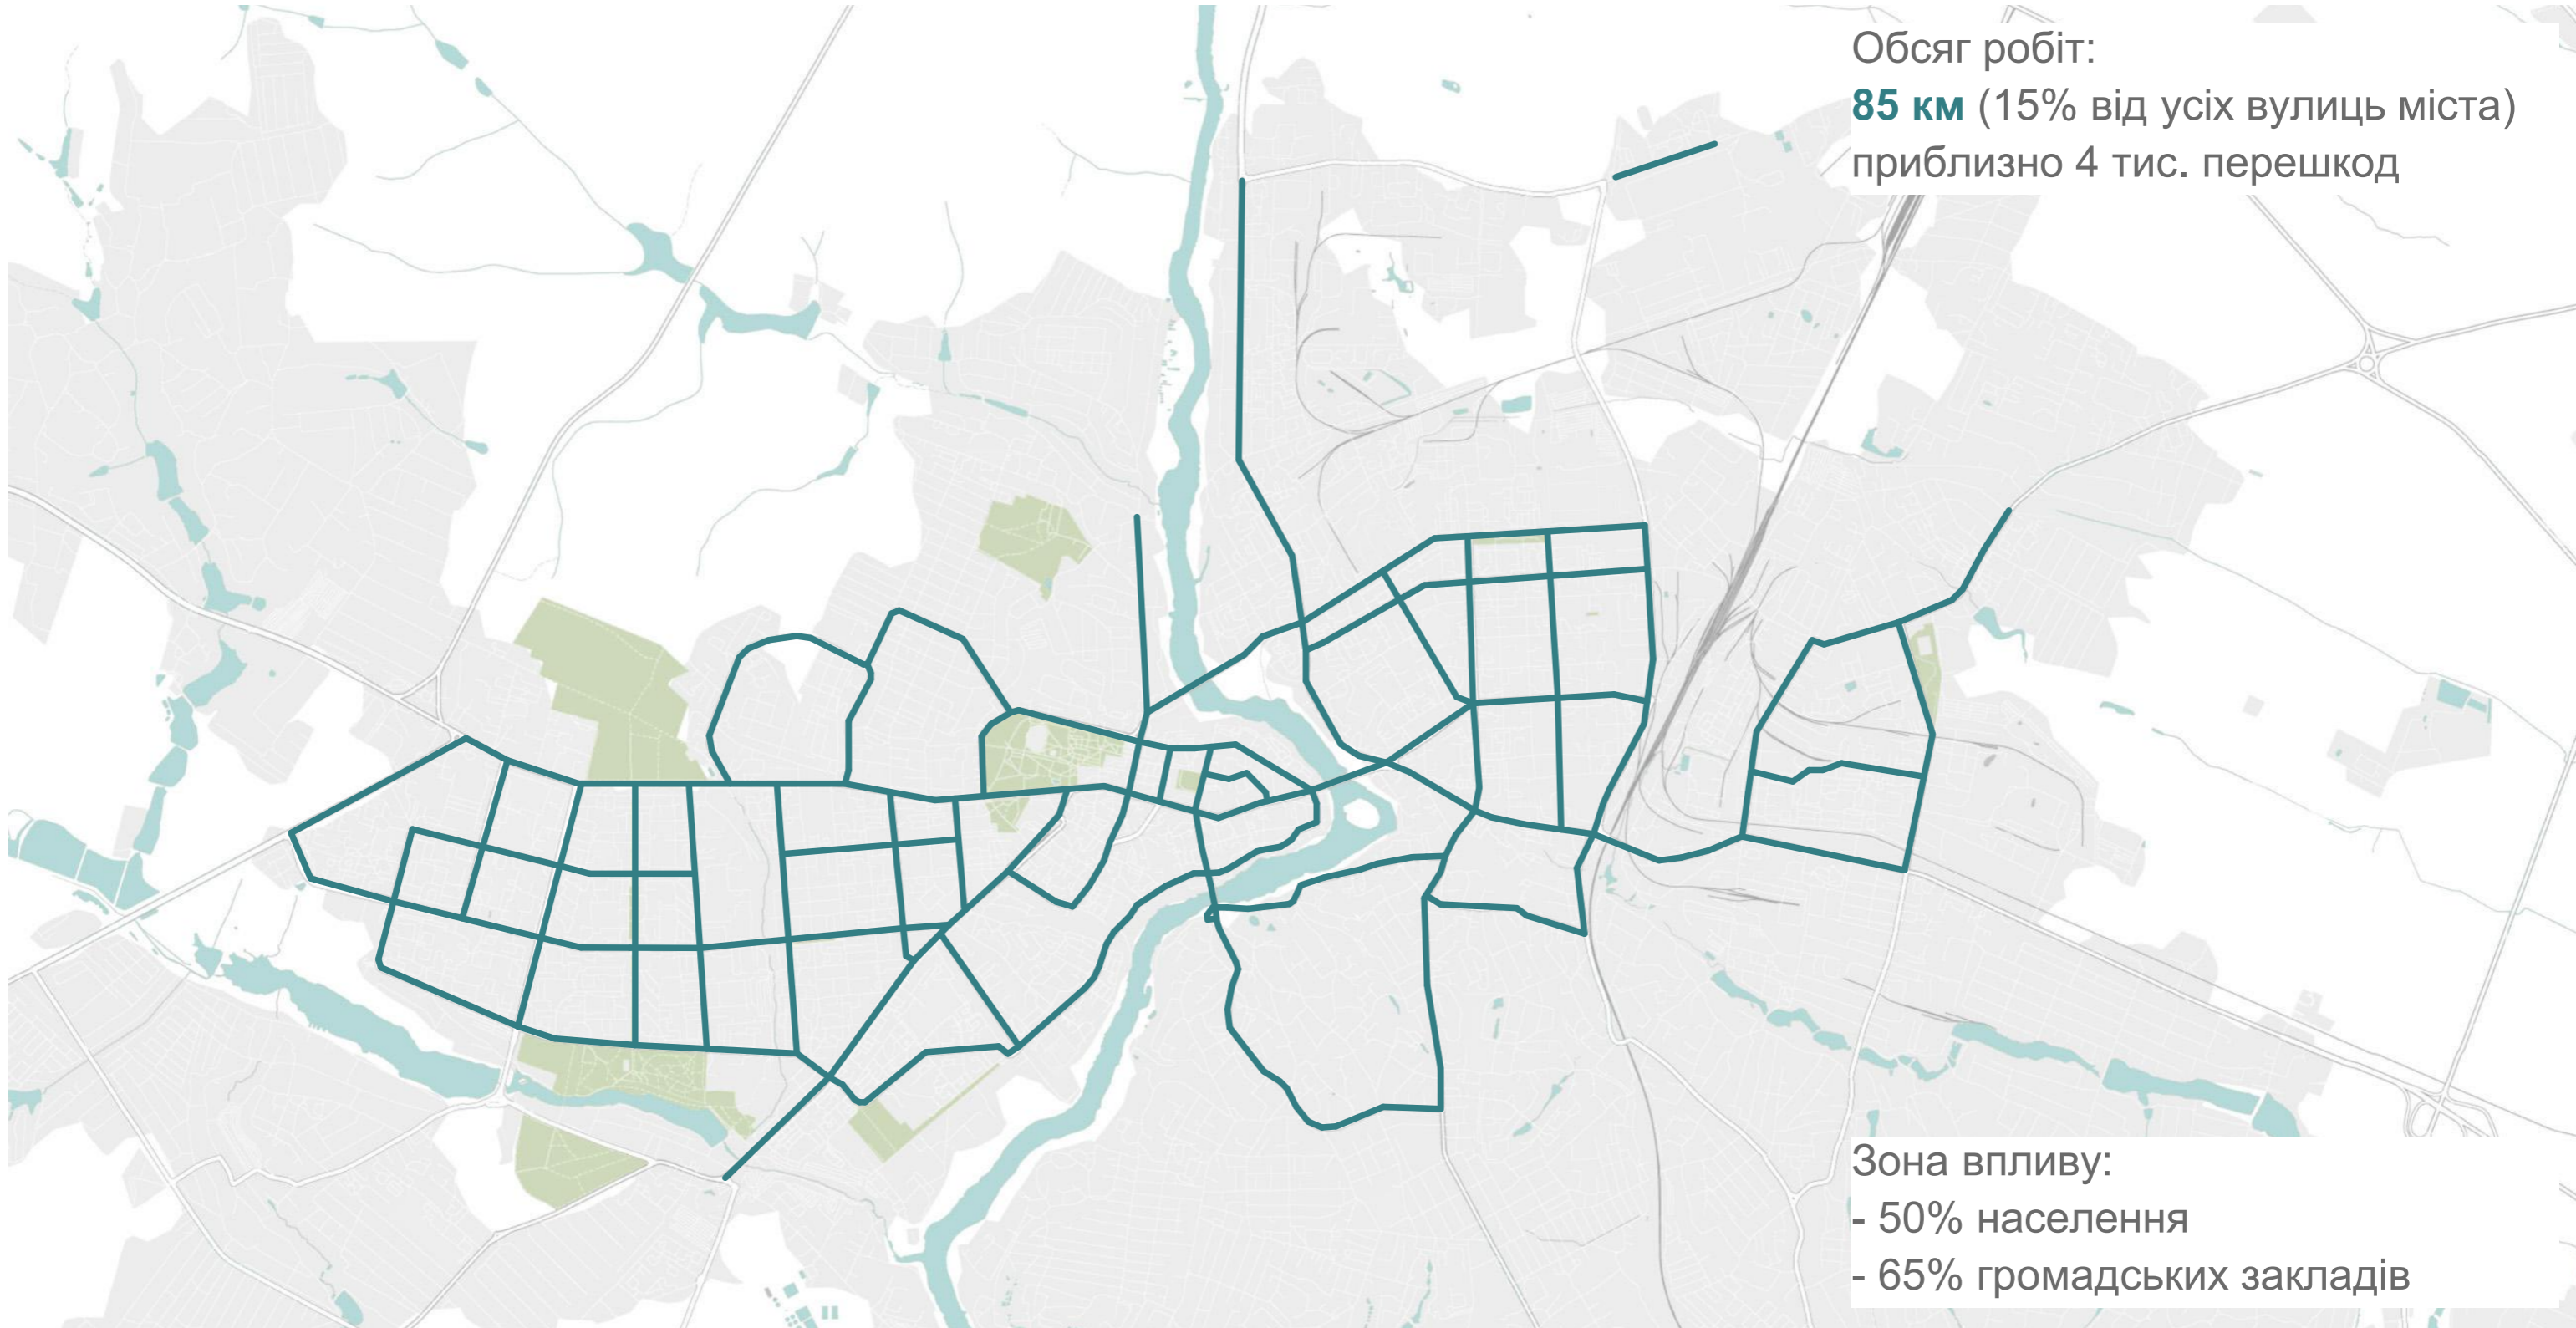 Обсяг робіт:
85 км (15% від усіх вулиць міста)
приблизно 4 тис. перешкод
Зона впливу:
- 50% населення
- 65% громадських закладів